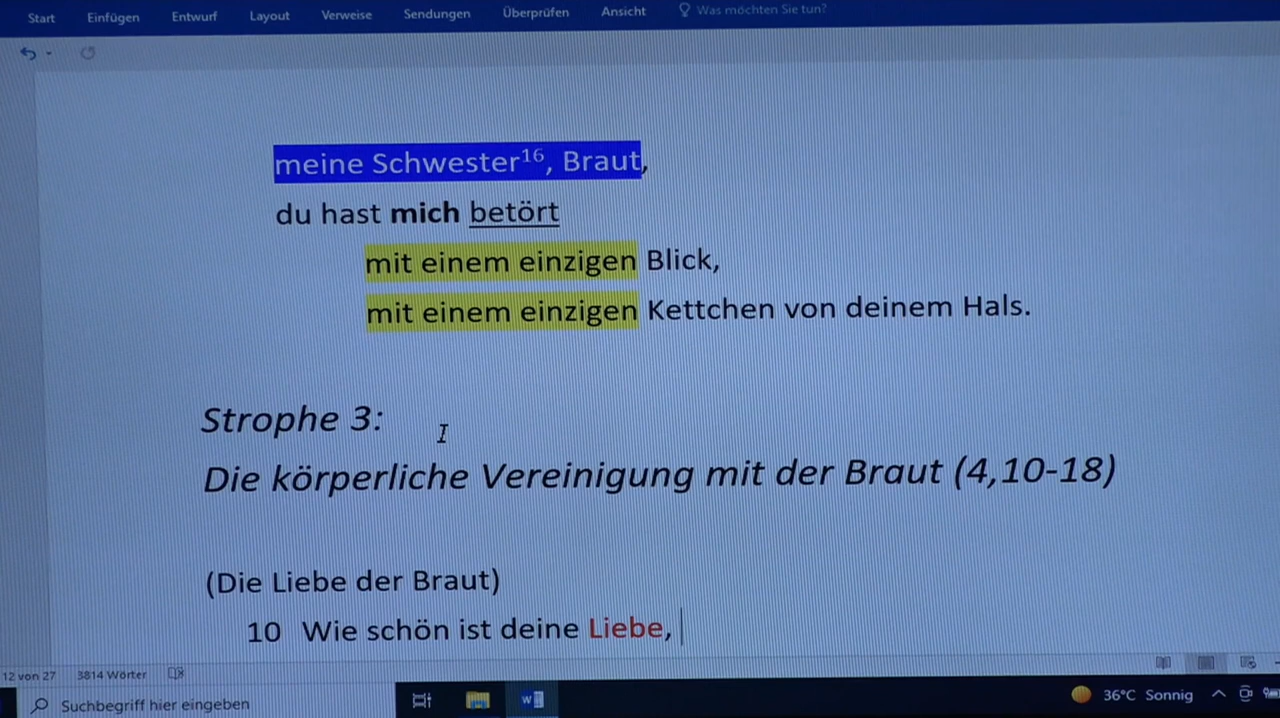 Start Einfügen Entwurf Layout Verweise Sendungen Überprüfen Ansicht Was möchten Sie tun?
meine Schwester¹⁶, Braut,
du hast mich betört
mit einem einzigen Blick,
mit einem einzigen Kettchen von deinem Hals.
Strophe 3:
Die körperliche Vereinigung mit der Braut (4,10-18)
(Die Liebe der Braut)
10 Wie schön ist deine Liebe,
12 von 27 3814 Wörter
Suchbegriff hier eingeben
36°C Sonnig